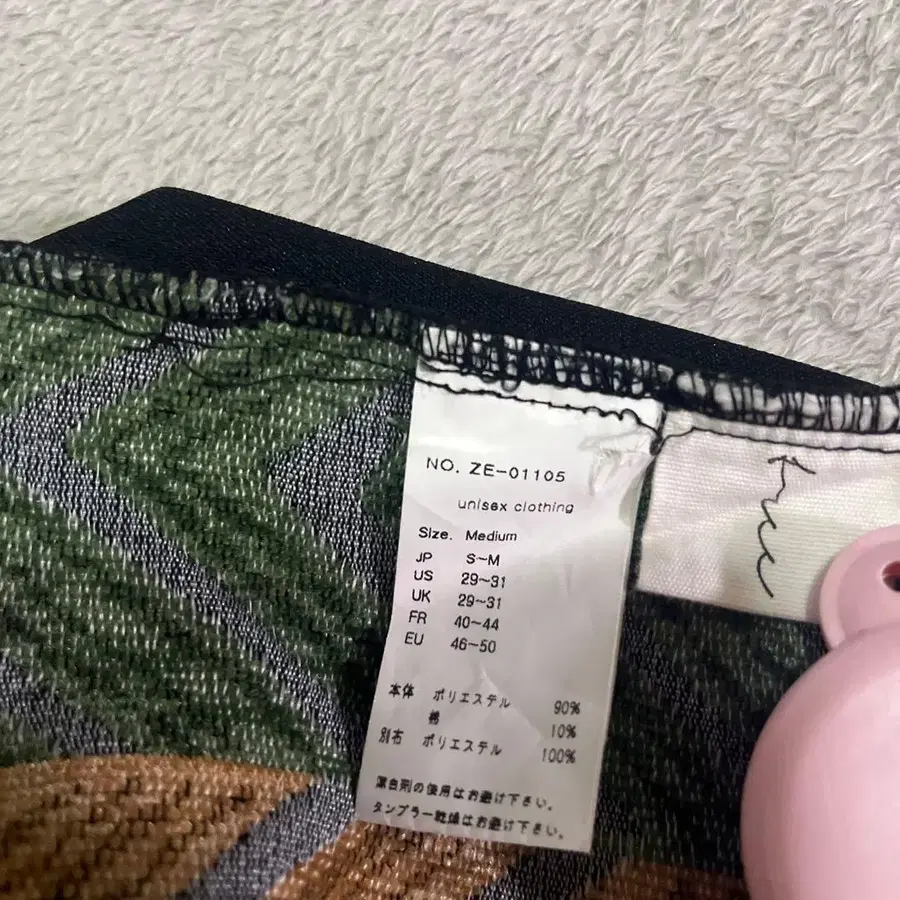 NO. ZE-01105
unisex clothing
Size. Medium
JP S~M
US 29~31
UK 29~31
FR 40~44
EU 46~50
本体 ポリエステル 90%
綿 10%
別布 ポリエステル 100%
漂白剤の使用はお避け下さい。
タンブラー乾燥はお避け下さい。